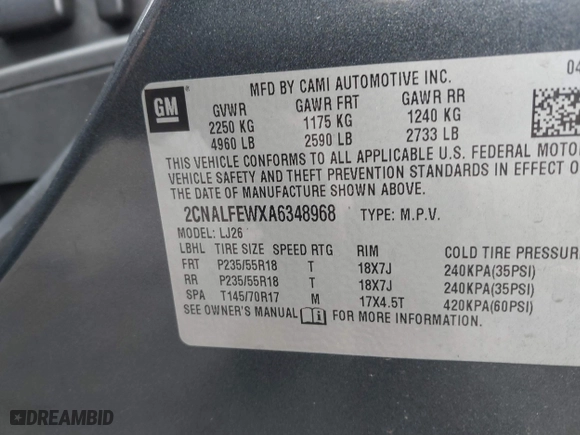 MFD BY CAMI AUTOMOTIVE INC. 04
GM
GVWR GAWR FRT GAWR RR
2250 KG 1175 KG 1240 KG
4960 LB 2590 LB 2733 LB
THIS VEHICLE CONFORMS TO ALL APPLICABLE U.S. FEDERAL MOTOR
VEHICLE SAFETY AND THEFT PREVENTION STANDARDS IN EFFECT ON
THE DATE OF MANUFACTURE SHOWN ABOVE.
2CNALFEWXA6348968 TYPE: M.P.V.
MODEL: LJ26
LBHL TIRE SIZE SPEED RTG RIM COLD TIRE PRESSURE
FRT P235/55R18 T 18X7J 240KPA(35PSI)
RR P235/55R18 T 18X7J 240KPA(35PSI)
SPA T145/70R17 M 17X4.5T 420KPA(60PSI)
SEE OWNER'S MANUAL FOR MORE INFORMATION.
DREAMBID